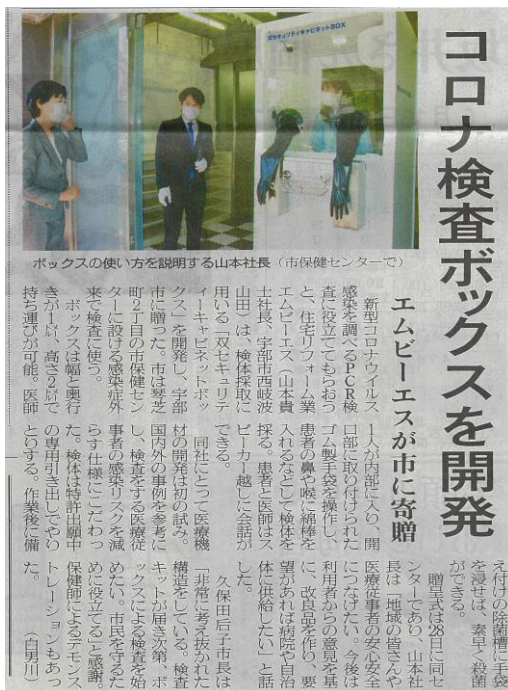 コロナ検査ボックスを開発
エムビーエスが市に寄贈
双セキュリティキャビネットBOX
ボックスの使い方を説明する山本社長（市保健センターで）
新型コロナウイルス
感染を調べるPCR検
査に役立ててもらおう
と、住宅リフォーム業
エムビーエス（山本貴
士社長、宇部市西岐波
山田）は、検体採取に
用いる「双セキュリテ
ィーキャビネットボッ
クス」を開発し、宇部
市に贈った。市は琴芝
町2丁目の市保健セン
ターに設ける感染症外
来で検査に使う。
ボックスは幅と奥行
きが1㍍、高さ2㍍で
持ち運びが可能。医師
1人が内部に入り、開
口部に取り付けられた
ゴム製手袋を操作し、
患者の鼻や喉に綿棒を
入れるなどして検体を
採る。患者と医師はス
ピーカー越しに会話が
できる。
同社にとって医療機
材の開発は初の試み。
国内外の事例を参考に
し、検査をする医療従
事者の感染リスクを減
らす仕様にこだわっ
た。検体は特許出願中
の専用引き出しでやり
とりする。作業後に備
え付けの除菌槽に手袋
を浸せば、素早く殺菌
ができる。
贈呈式は28日に同セ
ンターであり、山本社
長は「地域の皆さんや
医療従事者の安心安全
につなげたい。今後は
利用者からの意見を基
に、改良品を作り、要
望があれば病院や自治
体に供給したい」と話
した。
久保田后子市長は
「非常に考え抜かれた
構造をしている。検査
キットが届き次第、ボ
ックスによる検査を始
めたい。市民を守るた
めに役立てる」と感謝。
保健師によるデモンス
トレーションもあっ
た。
（白男川）